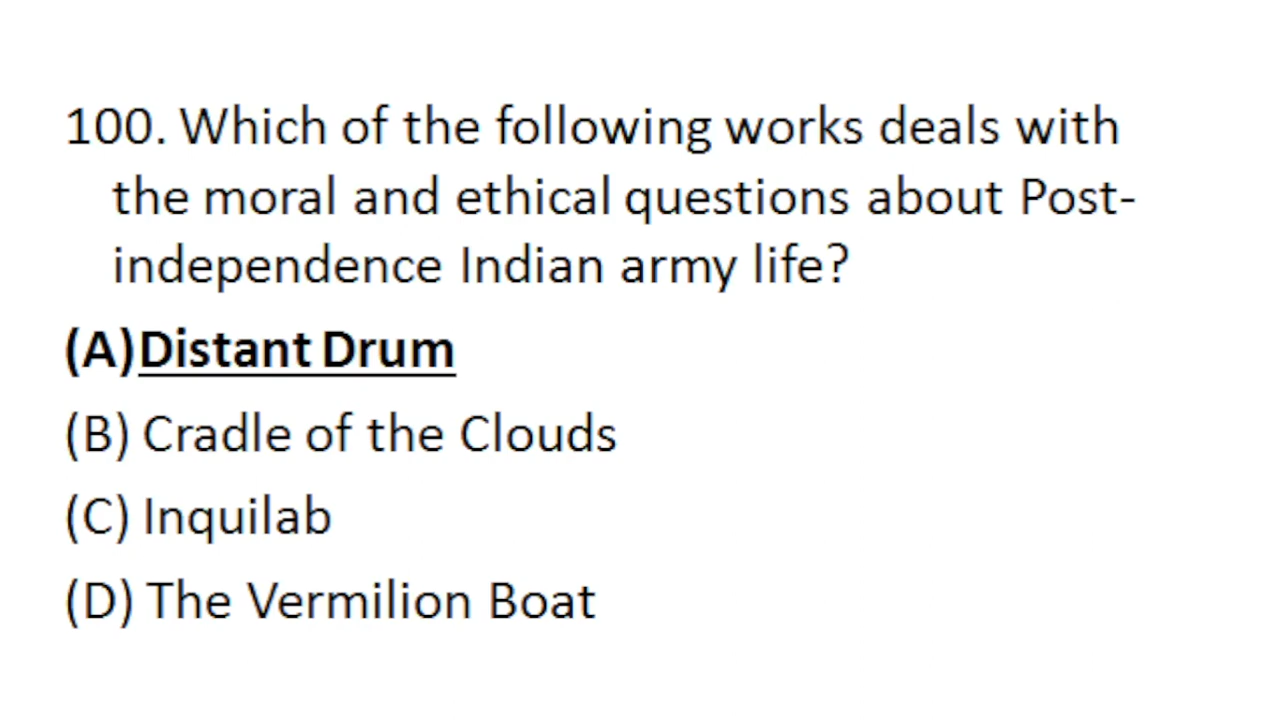 100. Which of the following works deals with
the moral and ethical questions about Post-
independence Indian army life?
(A)Distant Drum
(B) Cradle of the Clouds
(C) Inquilab
(D) The Vermilion Boat